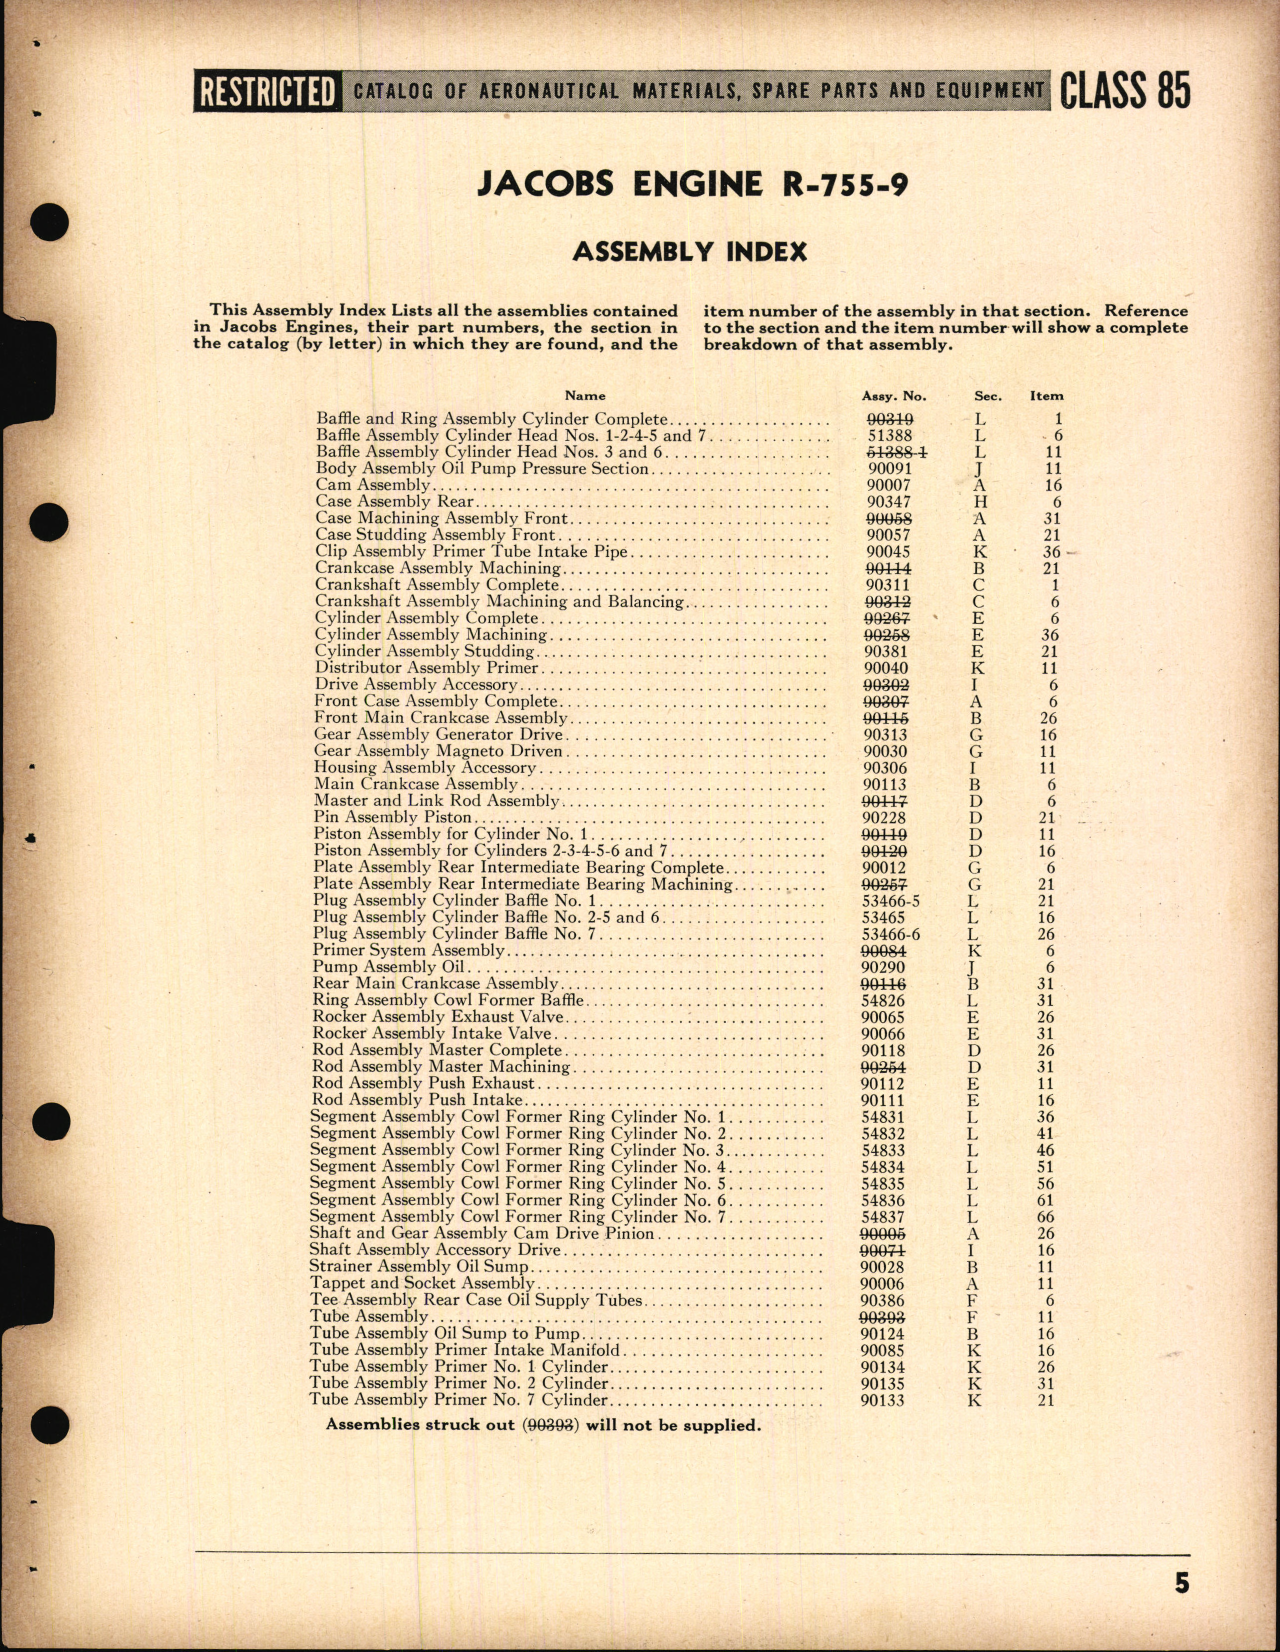 RESTRICTED CATALOG OF AERONAUTICAL MATERIALS, SPARE PARTS AND EQUIPMENT CLASS 85
JACOBS ENGINE R-755-9
ASSEMBLY INDEX
This Assembly Index Lists all the assemblies contained
in Jacobs Engines, their part numbers, the section in
the catalog (by letter) in which they are found, and the
item number of the assembly in that section. Reference
to the section and the item number will show a complete
breakdown of that assembly.
Name Assy. No. Sec. Item
Baffle and Ring Assembly Cylinder Complete 90319 L 1
Baffle Assembly Cylinder Head Nos. 1-2-4-5 and 7 51388 L 6
Baffle Assembly Cylinder Head Nos. 3 and 6 51388-1 L 11
Body Assembly Oil Pump Pressure Section 90091 J 11
Cam Assembly 90007 A 16
Case Assembly Rear 90347 H 6
Case Machining Assembly Front 90058 A 31
Case Studding Assembly Front 90057 A 21
Clip Assembly Primer Tube Intake Pipe 90045 K 36
Crankcase Assembly Machining 90114 B 21
Crankshaft Assembly Complete 90311 C 1
Crankshaft Assembly Machining and Balancing 90312 C 6
Cylinder Assembly Complete 90267 E 6
Cylinder Assembly Machining 90258 E 36
Cylinder Assembly Studding 90381 E 21
Distributor Assembly Primer 90040 K 11
Drive Assembly Accessory 90302 I 6
Front Case Assembly Complete 90307 A 6
Front Main Crankcase Assembly 90115 B 26
Gear Assembly Generator Drive 90313 G 16
Gear Assembly Magneto Driven 90030 G 11
Housing Assembly Accessory 90306 I 11
Main Crankcase Assembly 90113 B 6
Master and Link Rod Assembly 90117 D 6
Pin Assembly Piston 90228 D 21
Piston Assembly for Cylinder No. 1 90119 D 11
Piston Assembly for Cylinders 2-3-4-5-6 and 7 90120 D 16
Plate Assembly Rear Intermediate Bearing Complete 90012 G 6
Plate Assembly Rear Intermediate Bearing Machining 90257 G 21
Plug Assembly Cylinder Baffle No. 1 53466-5 L 21
Plug Assembly Cylinder Baffle No. 2-5 and 6 53465 L 16
Plug Assembly Cylinder Baffle No. 7 53466-6 L 26
Primer System Assembly 90084 K 6
Pump Assembly Oil 90290 J 6
Rear Main Crankcase Assembly 90116 B 31
Ring Assembly Cowl Former Baffle 54826 L 31
Rocker Assembly Exhaust Valve 90065 E 26
Rocker Assembly Intake Valve 90066 E 31
Rod Assembly Master Complete 90118 D 26
Rod Assembly Master Machining 90254 D 31
Rod Assembly Push Exhaust 90112 E 11
Rod Assembly Push Intake 90111 E 16
Segment Assembly Cowl Former Ring Cylinder No. 1 54831 L 36
Segment Assembly Cowl Former Ring Cylinder No. 2 54832 L 41
Segment Assembly Cowl Former Ring Cylinder No. 3 54833 L 46
Segment Assembly Cowl Former Ring Cylinder No. 4 54834 L 51
Segment Assembly Cowl Former Ring Cylinder No. 5 54835 L 56
Segment Assembly Cowl Former Ring Cylinder No. 6 54836 L 61
Segment Assembly Cowl Former Ring Cylinder No. 7 54837 L 66
Shaft and Gear Assembly Cam Drive Pinion 90005 A 26
Shaft Assembly Accessory Drive 90071 I 16
Strainer Assembly Oil Sump 90028 B 11
Tappet and Socket Assembly 90006 A 11
Tee Assembly Rear Case Oil Supply Tubes 90386 F 6
Tube Assembly 90393 F 11
Tube Assembly Oil Sump to Pump 90124 B 16
Tube Assembly Primer Intake Manifold 90085 K 16
Tube Assembly Primer No. 1 Cylinder 90134 K 26
Tube Assembly Primer No. 2 Cylinder 90135 K 31
Tube Assembly Primer No. 7 Cylinder 90133 K 21
Assemblies struck out (90393) will not be supplied.
5